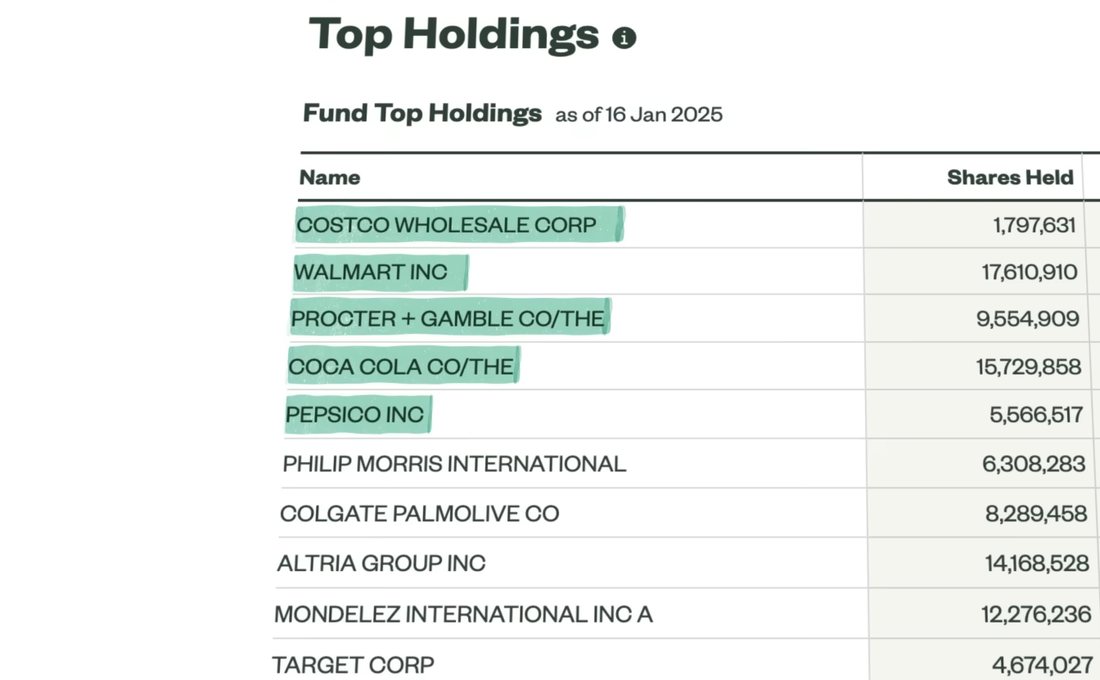 Top Holdings i
Fund Top Holdings as of 16 Jan 2025
Name Shares Held
COSTCO WHOLESALE CORP 1,797,631
WALMART INC 17,610,910
PROCTER + GAMBLE CO/THE 9,554,909
COCA COLA CO/THE 15,729,858
PEPSICO INC 5,566,517
PHILIP MORRIS INTERNATIONAL 6,308,283
COLGATE PALMOLIVE CO 8,289,458
ALTRIA GROUP INC 14,168,528
MONDELEZ INTERNATIONAL INC A 12,276,236
TARGET CORP 4,674,027